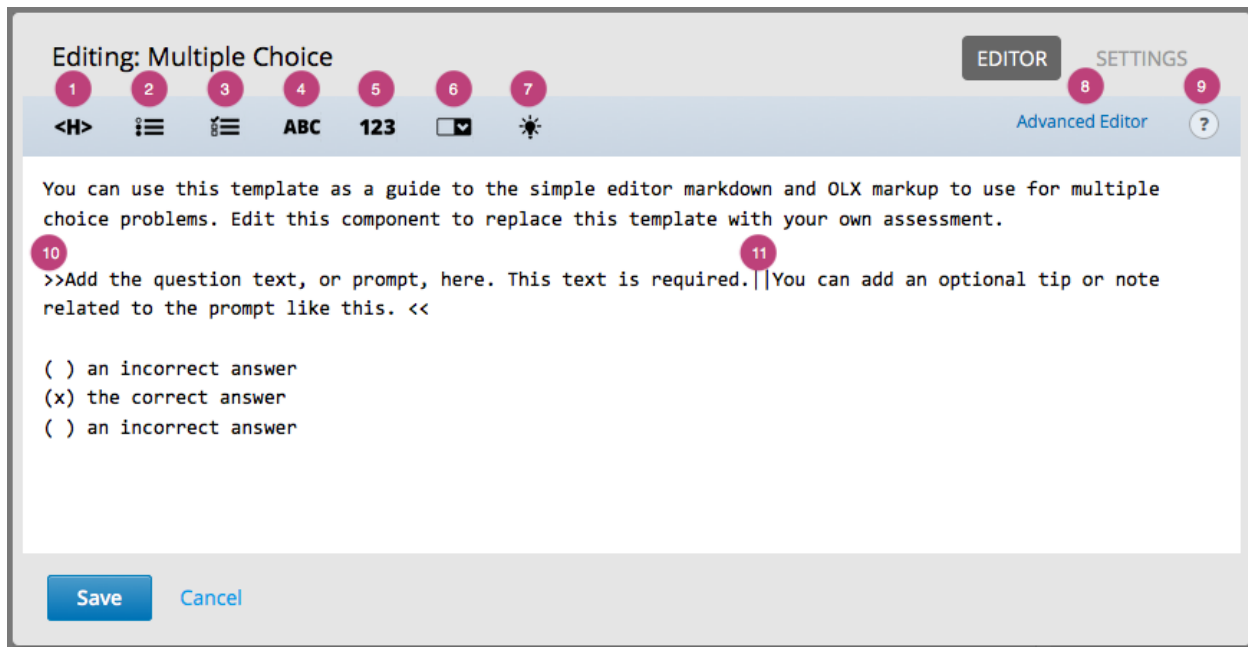 Editing: Multiple Choice
EDITOR
SETTINGS
1
2
3
4
5
6
7
8
9
<H>
ABC
123
Advanced Editor
?
You can use this template as a guide to the simple editor markdown and OLX markup to use for multiple
choice problems. Edit this component to replace this template with your own assessment.
10
11
>>Add the question text, or prompt, here. This text is required.||You can add an optional tip or note
related to the prompt like this. <<
( ) an incorrect answer
(x) the correct answer
( ) an incorrect answer
Save
Cancel